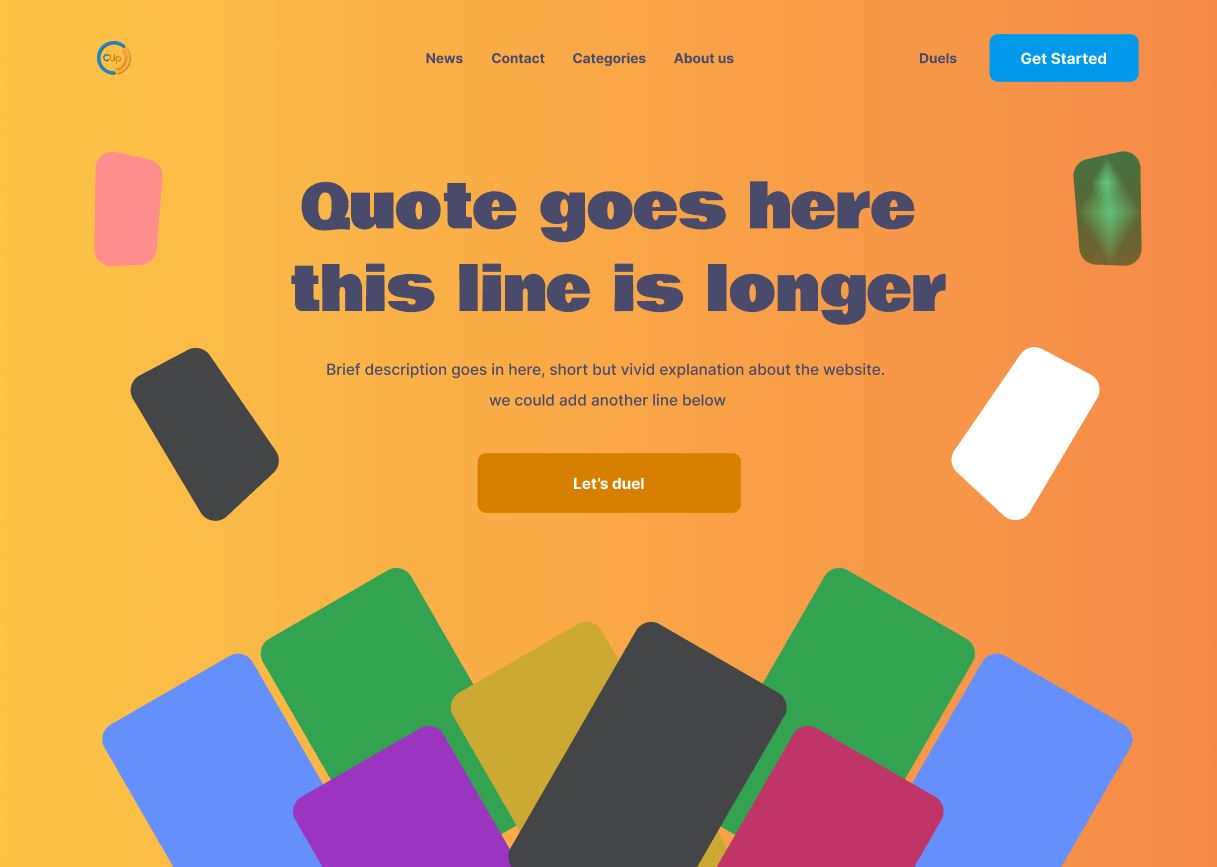 CUp
News Contact Categories About us Duels Get Started
Quote goes here
this line is longer
Brief description goes in here, short but vivid explanation about the website.
we could add another line below
Let’s duel